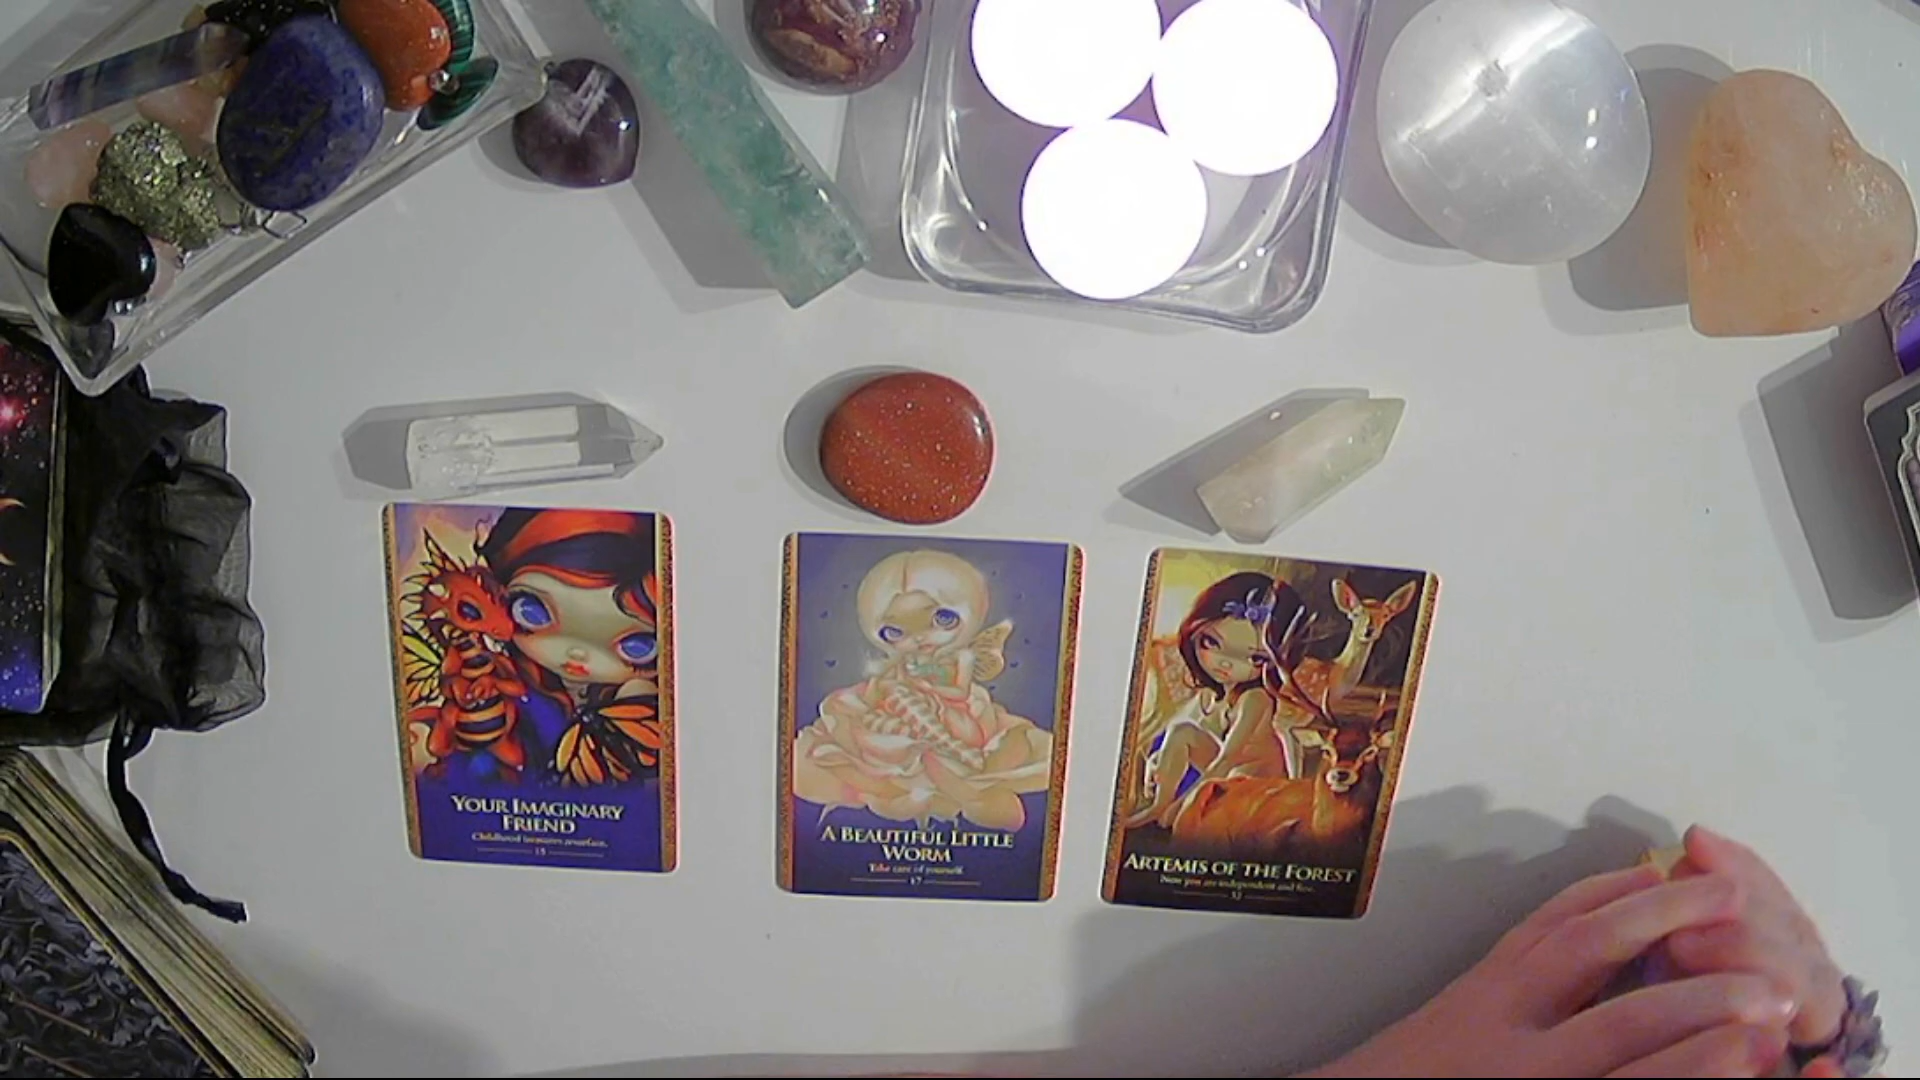 YOUR IMAGINARY
FRIEND
Childhood treasures resurface.
A BEAUTIFUL LITTLE
WORM
Take care of yourself.
17
ARTEMIS OF THE FOREST
Now you are independent and free.